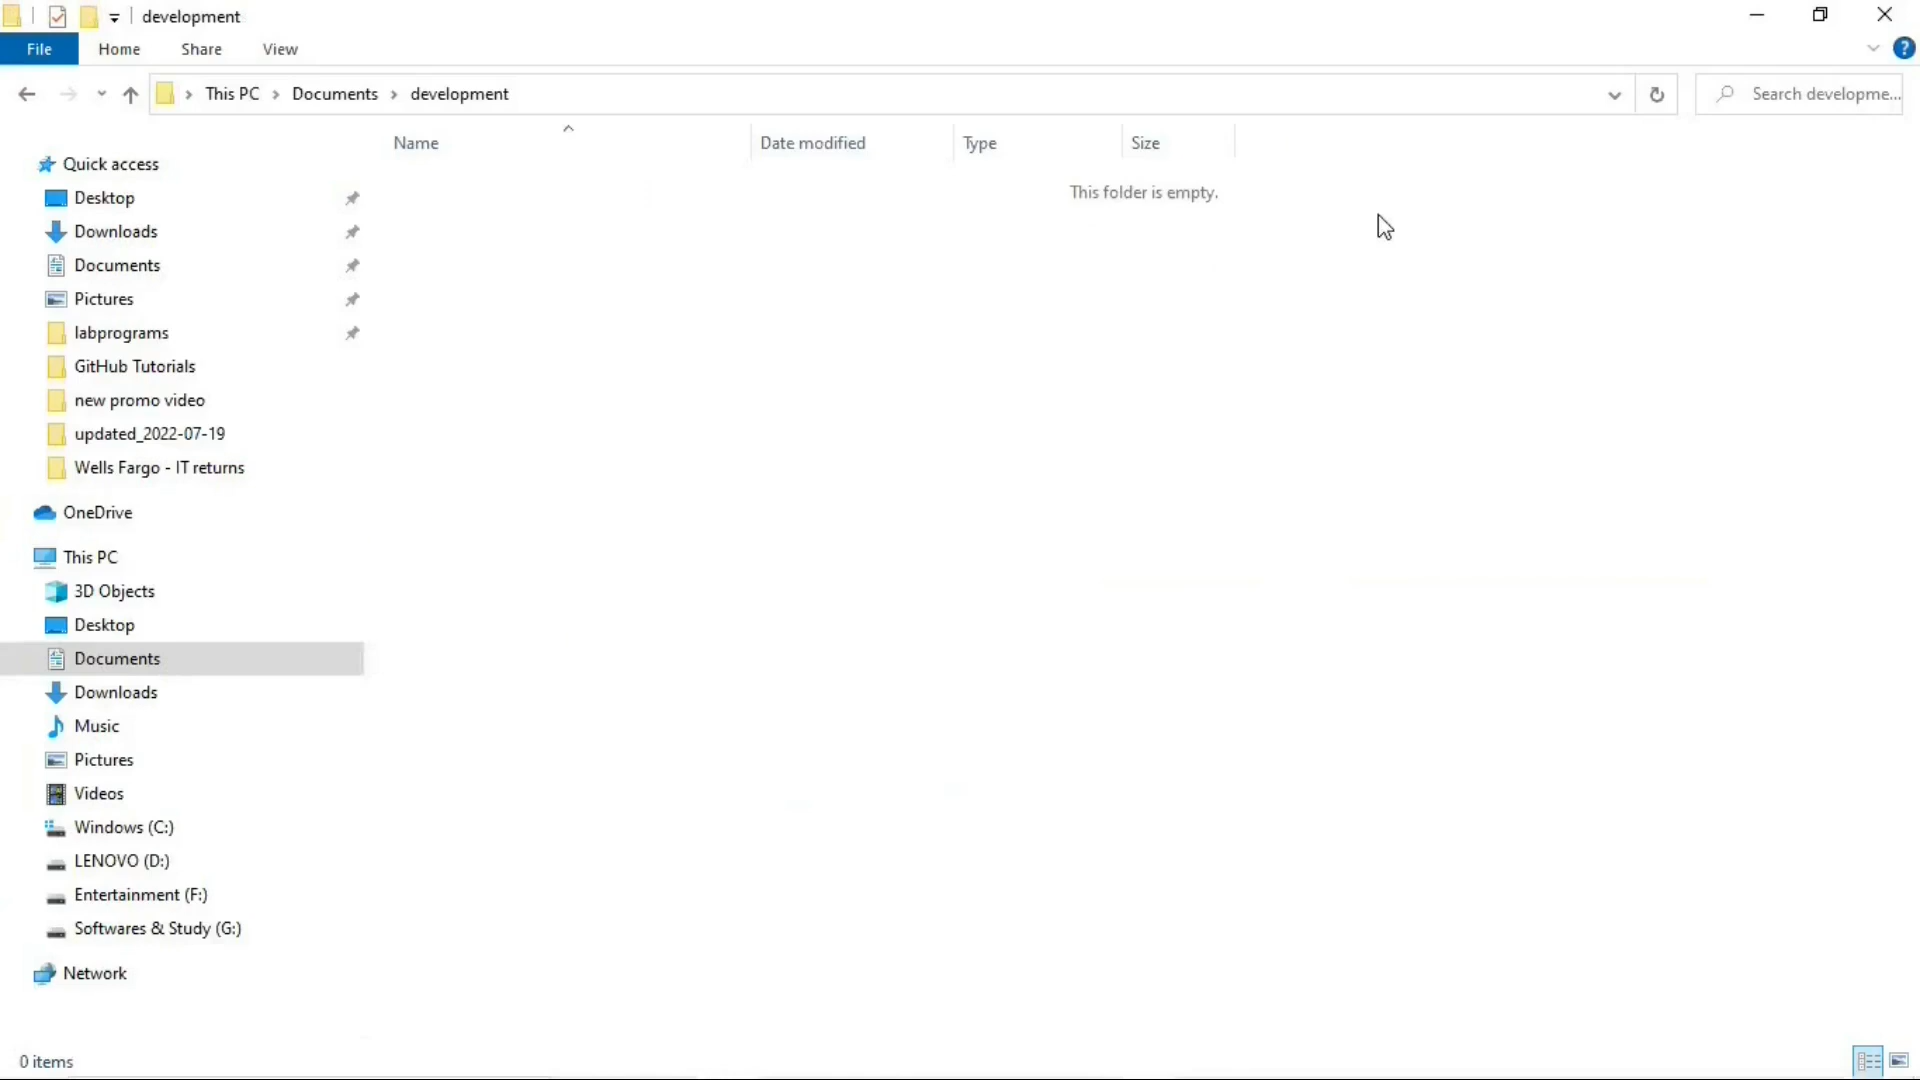 development
File Home Share View
This PC Documents development
Search developme...
Name Date modified Type Size
This folder is empty.
Quick access
Desktop
Downloads
Documents
Pictures
labprograms
GitHub Tutorials
new promo video
updated_2022-07-19
Wells Fargo - IT returns
OneDrive
This PC
3D Objects
Desktop
Documents
Downloads
Music
Pictures
Videos
Windows (C:)
LENOVO (D:)
Entertainment (F:)
Softwares & Study (G:)
Network
0 items